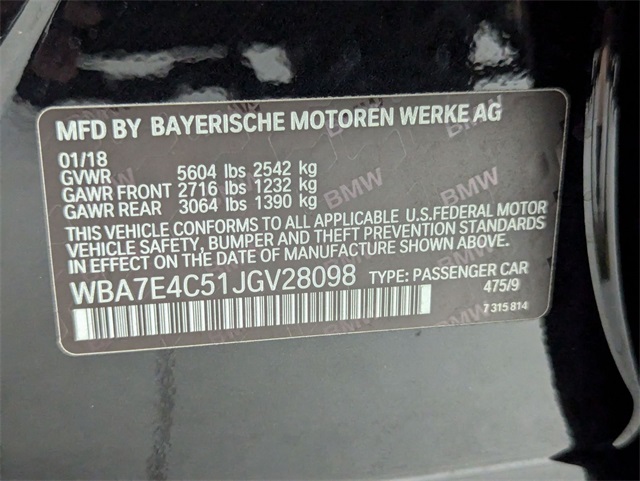 MFD BY BAYERISCHE MOTOREN WERKE AG
01/18
GVWR 5604 lbs 2542 kg
GAWR FRONT 2716 lbs 1232 kg
GAWR REAR 3064 lbs 1390 kg
THIS VEHICLE CONFORMS TO ALL APPLICABLE U.S.FEDERAL MOTOR
VEHICLE SAFETY, BUMPER AND THEFT PREVENTION STANDARDS
IN EFFECT ON THE DATE OF MANUFACTURE SHOWN ABOVE.
WBA7E4C51JGV28098 TYPE: PASSENGER CAR
475/9
7 315 814